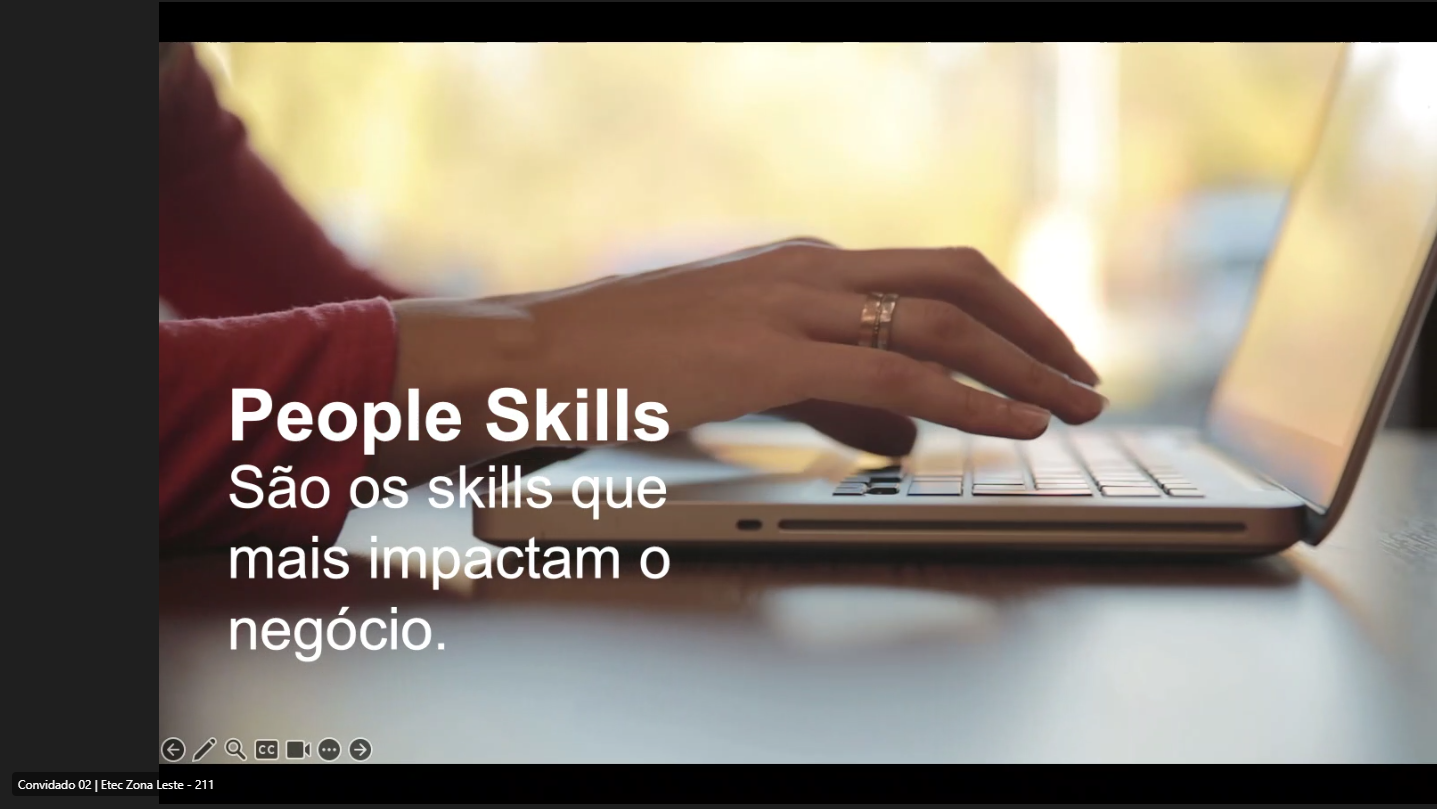 People Skills
São os skills que
mais impactam o
negócio.
CC
Convidado 02 | Etec Zona Leste - 211